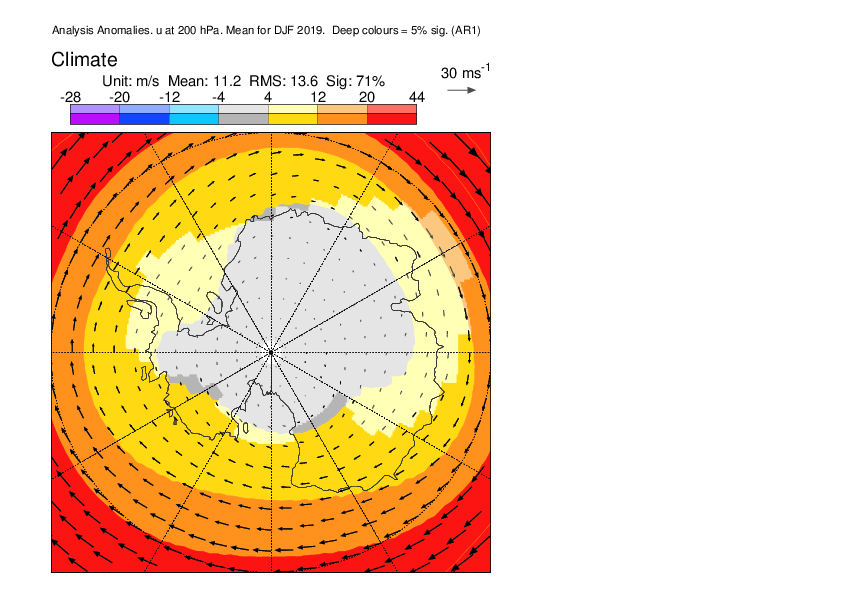 Analysis Anomalies. u at 200 hPa. Mean for DJF 2019.  Deep colours = 5% sig. (AR1)
Climate
30 ms-1
Unit: m/s  Mean: 11.2  RMS: 13.6  Sig: 71%
-28 -20 -12 -4 4 12 20 44